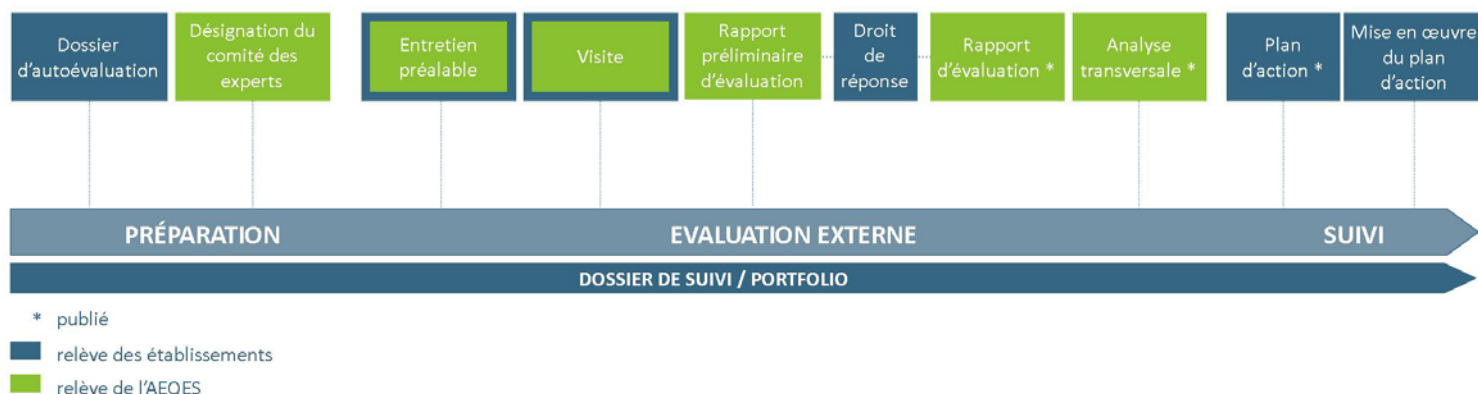 Dossier
d'autoévaluation
Désignation du
comité des
experts
Entretien
préalable
Visite
Rapport
préliminaire
d'évaluation
Droit
de
réponse
Rapport
d'évaluation *
Analyse
transversale *
Plan
d'action *
Mise en œuvre
du plan
d'action
PRÉPARATION
EVALUATION EXTERNE
SUIVI
DOSSIER DE SUIVI / PORTFOLIO
* publié
relève des établissements
relève de l'AEQES